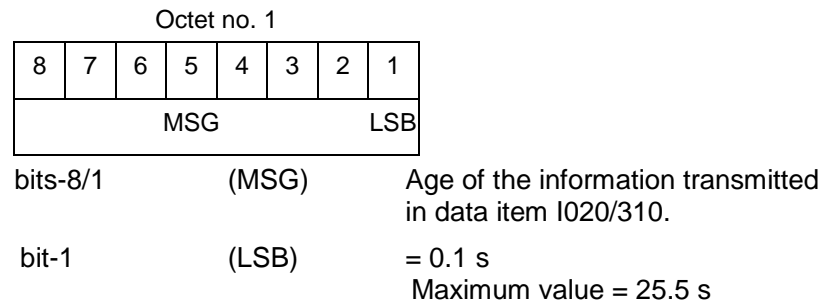 Octet no. 1
8 7 6 5 4 3 2 1
MSG LSB
bits-8/1 (MSG) Age of the information transmitted
in data item I020/310.
bit-1 (LSB) = 0.1 s
Maximum value = 25.5 s